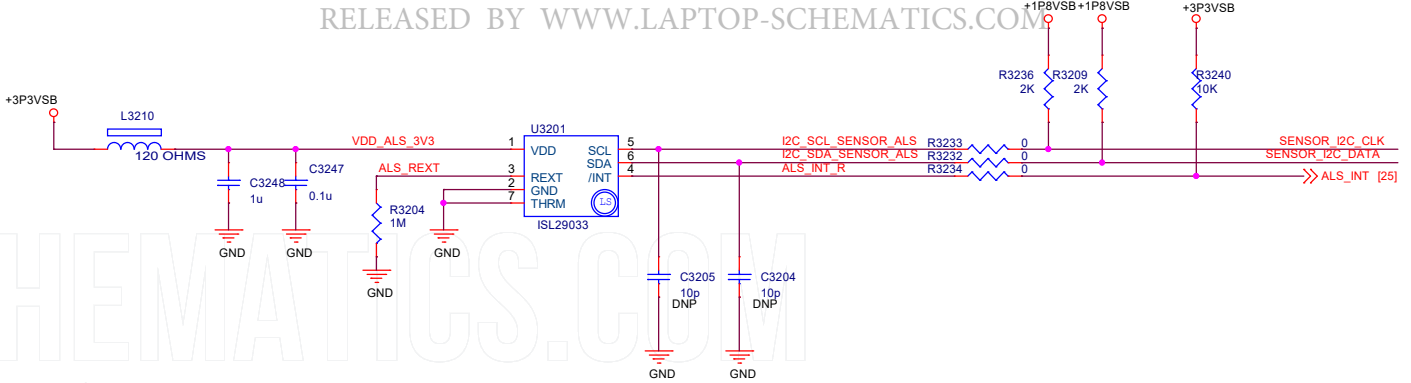 RELEASED BY WWW.LAPTOP-SCHEMATICS.COM
+1P8VSB +1P8VSB
+3P3VSB
R3236
2K
R3209
2K
R3240
10K
+3P3VSB
L3210
120 OHMS
VDD_ALS_3V3
C3248
1u
C3247
0.1u
ALS_REXT
R3204
1M
U3201
1 VDD
3 REXT
2 GND
7 THRM
SCL 5
SDA 6
/INT 4
LS
ISL29033
I2C_SCL_SENSOR_ALS R3233 0 SENSOR_I2C_CLK
I2C_SDA_SENSOR_ALS R3232 0 SENSOR_I2C_DATA
ALS_INT_R R3234 0 ALS_INT [25]
GND
GND
GND
GND
C3205
10p
DNP
C3204
10p
DNP
GND
GND
HEMATICS.COM